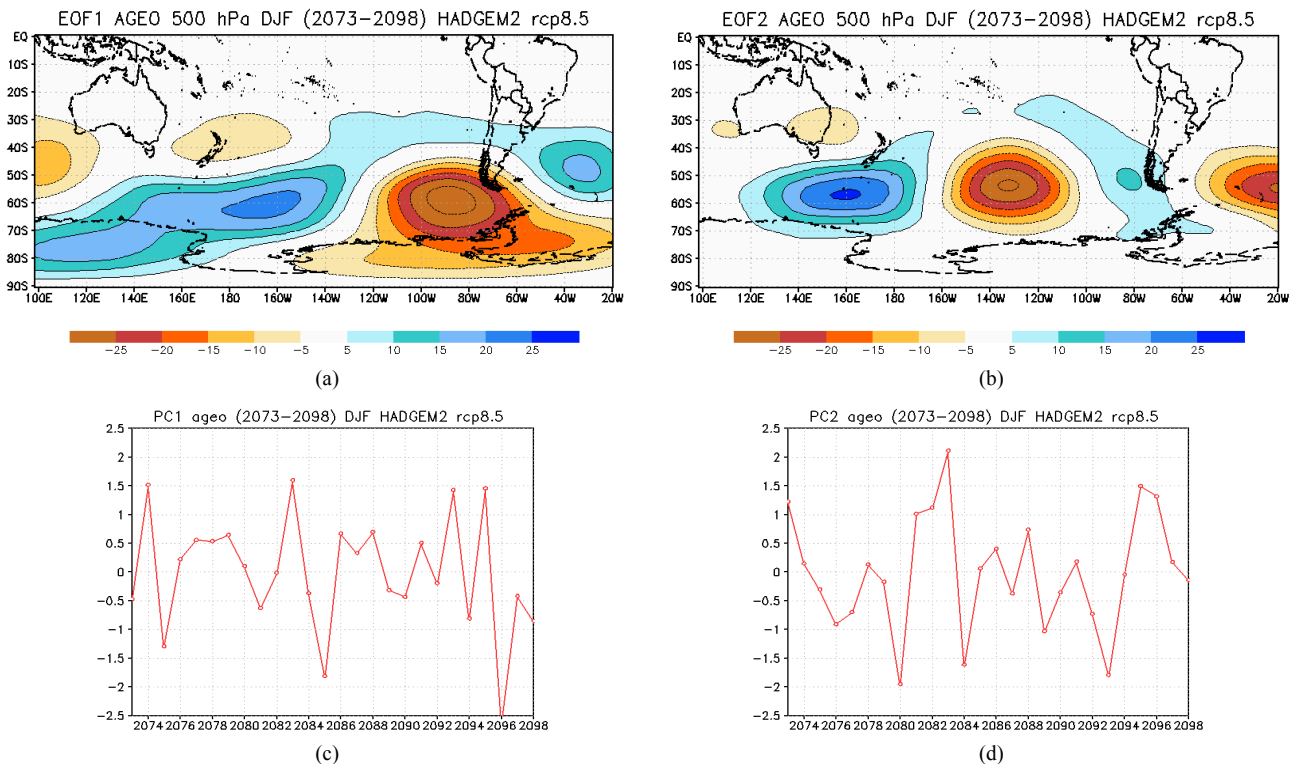 EOF1 AGEO 500 hPa DJF (2073-2098) HADGEM2 rcp8.5
EQ
10S
20S
30S
40S
50S
60S
70S
80S
90S
100E 120E 140E 160E 180 160W 140W 120W 100W 80W 60W 40W 20W
-25 -20 -15 -10 -5 5 10 15 20 25
(a)
EOF2 AGEO 500 hPa DJF (2073-2098) HADGEM2 rcp8.5
EQ
10S
20S
30S
40S
50S
60S
70S
80S
90S
100E 120E 140E 160E 180 160W 140W 120W 100W 80W 60W 40W 20W
-25 -20 -15 -10 -5 5 10 15 20 25
(b)
PC1 ageo (2073-2098) DJF HADGEM2 rcp8.5
2.5
2
1.5
1
0.5
0
-0.5
-1
-1.5
-2
-2.5
2074 2076 2078 2080 2082 2084 2086 2088 2090 2092 2094 2096 2098
(c)
PC2 ageo (2073-2098) DJF HADGEM2 rcp8.5
2.5
2
1.5
1
0.5
0
-0.5
-1
-1.5
-2
-2.5
2074 2076 2078 2080 2082 2084 2086 2088 2090 2092 2094 2096 2098
(d)